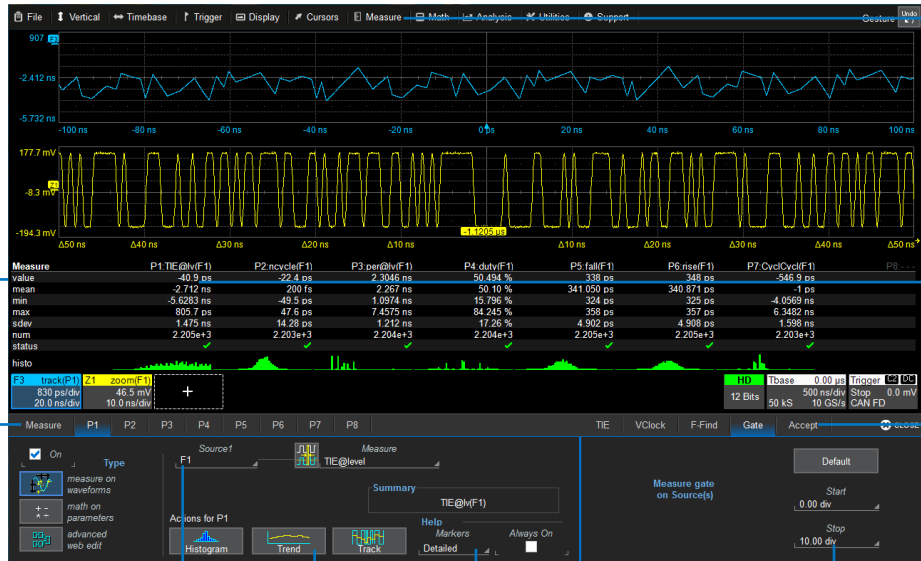 File Vertical Timebase Trigger Display Cursors Measure Math Analysis Utilities Support Gesture Undo
907 F3
-2.412 ns
-5.732 ns
-100 ns -80 ns -60 ns -40 ns -20 ns 0 ps 20 ns 40 ns 60 ns 80 ns 100 ns
177.7 mV
Z1
-8.3 mV
-194.3 mV
-1.1205 µs
Δ50 ns Δ40 ns Δ30 ns Δ20 ns Δ10 ns Δ10 ns Δ20 ns Δ30 ns Δ40 ns Δ50 ns
Measure P1:TIE@lv(F1) P2:ncycle(F1) P3:per@lv(F1) P4:duty(F1) P5:fall(F1) P6:rise(F1) P7:CyclCycl(F1) P8:- - -
value -40.9 ps -22.4 ps 2.3046 ns 50.494 % 338 ps 348 ps -546.9 ps
mean -2.712 ns 200 fs 2.267 ns 50.10 % 341.050 ps 340.871 ps -1 ps
min -5.6283 ns -49.5 ps 1.0974 ns 15.796 % 324 ps 325 ps -4.0569 ns
max 805.7 ps 47.6 ps 7.4575 ns 84.245 % 358 ps 357 ps 6.3482 ns
sdev 1.475 ns 14.28 ps 1.212 ns 17.26 % 4.902 ps 4.908 ps 1.598 ns
num 2.205e+3 2.203e+3 2.204e+3 2.204e+3 2.205e+3 2.205e+3 2.203e+3
status
histo
F3 track(P1) Z1 zoom(F1) HD Tbase 0.00 µs Trigger C2 DC
830 ps/div 46.5 mV + 12 Bits 500 ns/div Stop 0.0 mV
20.0 ns/div 10.0 ns/div 50 kS 10 GS/s CAN FD
Measure P1 P2 P3 P4 P5 P6 P7 P8 TIE VClock F-Find Gate Accept CLOSE
On Type Source1 Measure Default
F1 TIE@level
measure on waveforms
Summary
Measure gate on Source(s)
Start
math on parameters
TIE@lv(F1)
0.00 div
Actions for P1 Help
Markers Always On
Stop
advanced web edit
Histogram Trend Track Detailed
10.00 div